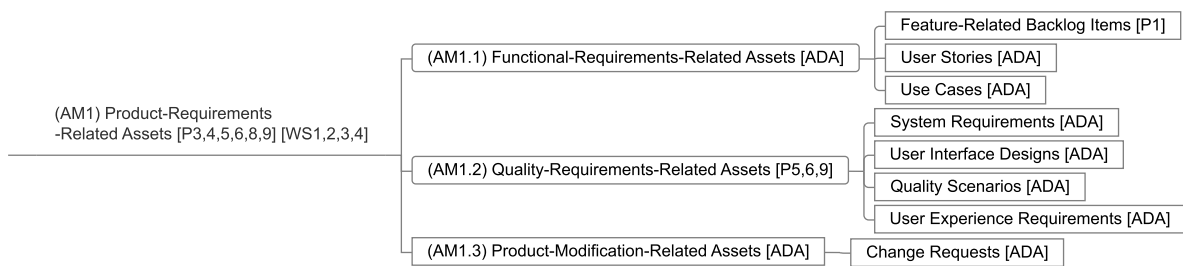 (AM1) Product-Requirements
-Related Assets [P3,4,5,6,8,9] [WS1,2,3,4]
(AM1.1) Functional-Requirements-Related Assets [ADA]
Feature-Related Backlog Items [P1]
User Stories [ADA]
Use Cases [ADA]
(AM1.2) Quality-Requirements-Related Assets [P5,6,9]
System Requirements [ADA]
User Interface Designs [ADA]
Quality Scenarios [ADA]
User Experience Requirements [ADA]
(AM1.3) Product-Modification-Related Assets [ADA]
Change Requests [ADA]